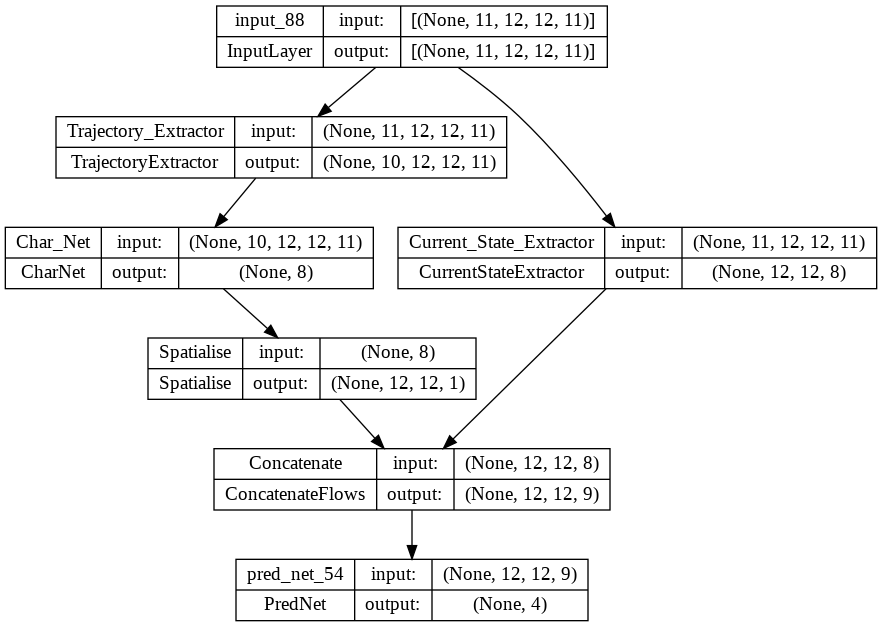 input_88 input: [(None, 11, 12, 12, 11)]
InputLayer output: [(None, 11, 12, 12, 11)]
Trajectory_Extractor input: (None, 11, 12, 12, 11)
TrajectoryExtractor output: (None, 10, 12, 12, 11)
Char_Net input: (None, 10, 12, 12, 11)
CharNet output: (None, 8)
Current_State_Extractor input: (None, 11, 12, 12, 11)
CurrentStateExtractor output: (None, 12, 12, 8)
Spatialise input: (None, 8)
Spatialise output: (None, 12, 12, 1)
Concatenate input: (None, 12, 12, 8)
ConcatenateFlows output: (None, 12, 12, 9)
pred_net_54 input: (None, 12, 12, 9)
PredNet output: (None, 4)